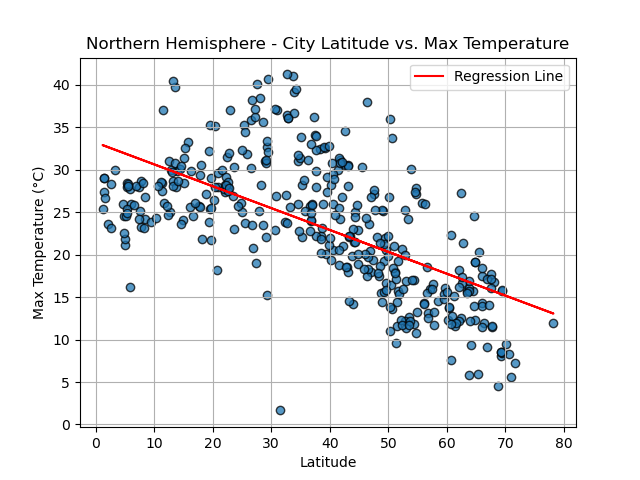 Northern Hemisphere - City Latitude vs. Max Temperature
Regression Line
Max Temperature (°C)
40
35
30
25
20
15
10
5
0
0 10 20 30 40 50 60 70 80
Latitude